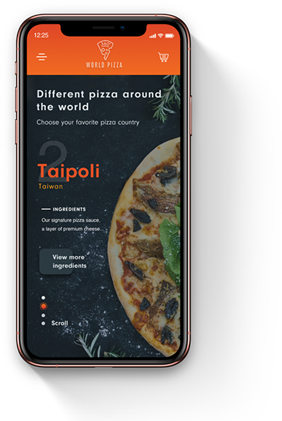 12:25
WORLD PIZZA
Different pizza around
the world
Choose your favorite pizza country
2
Taipoli
Taiwan
INGREDIENTS
Our signature pizza sauce,
a layer of premium cheese
View more
ingredients
Scroll